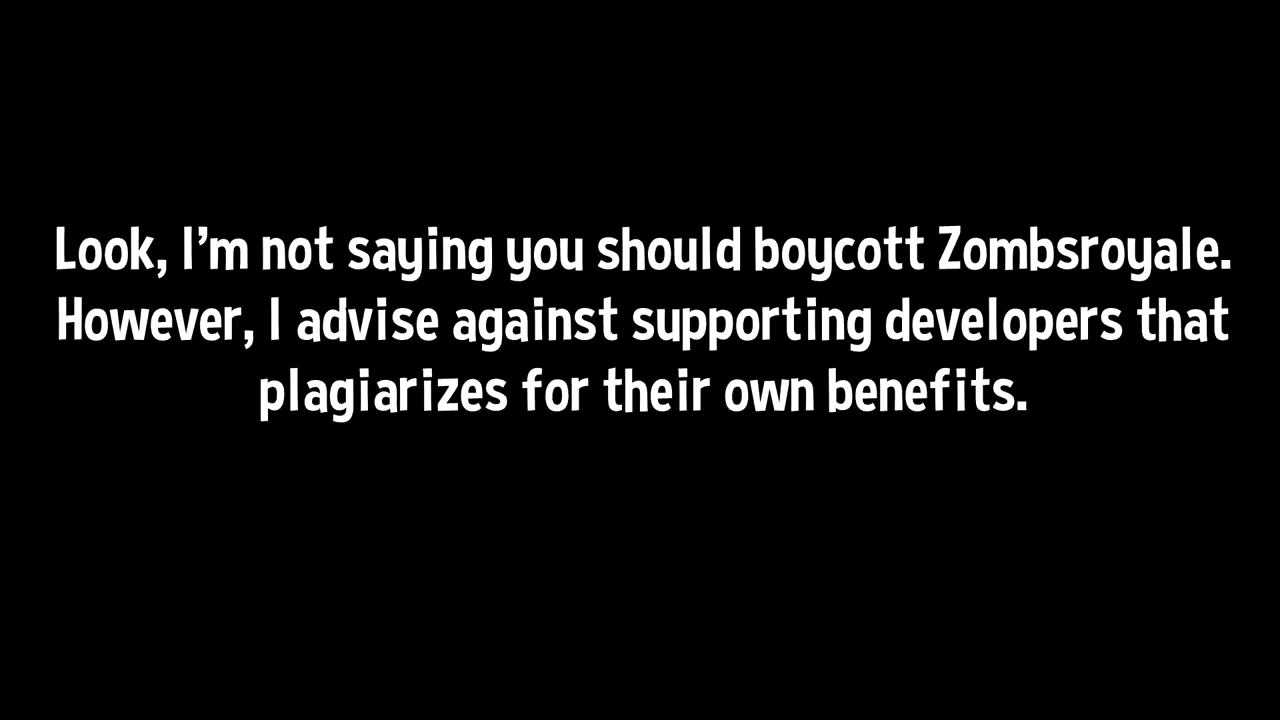 Look, I'm not saying you should boycott Zombsroyale.
However, I advise against supporting developers that
plagiarizes for their own benefits.